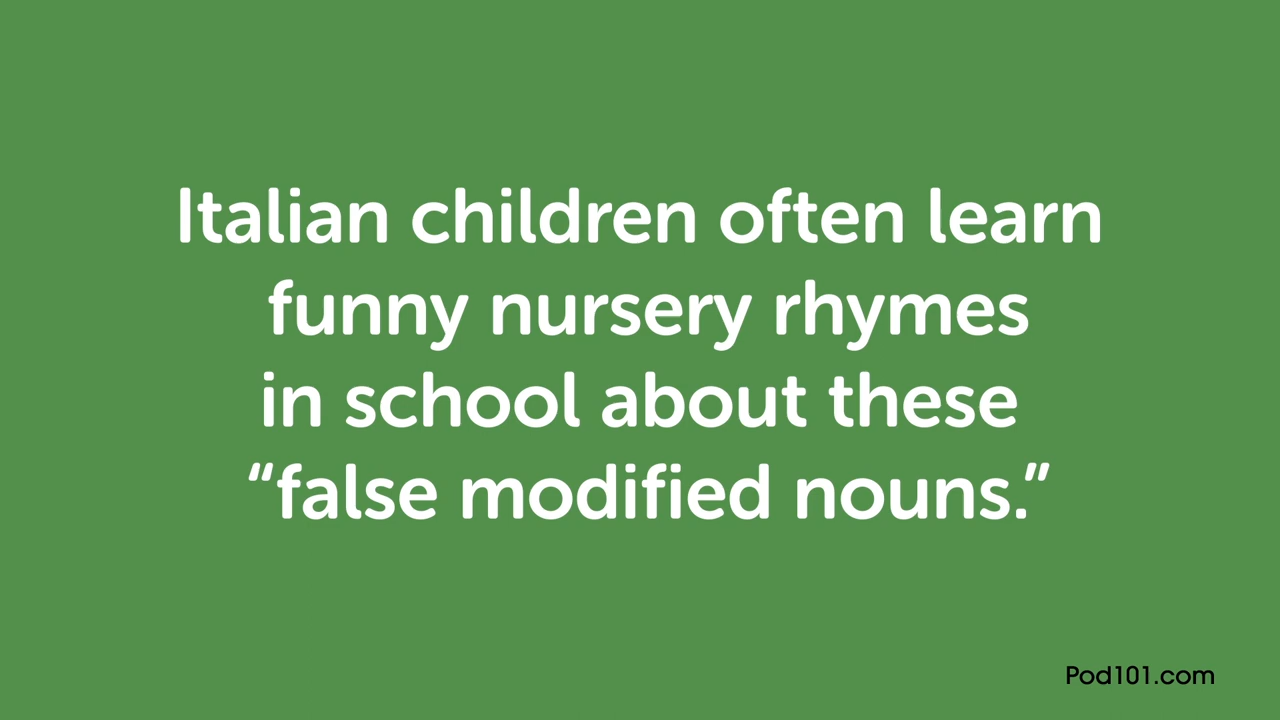 Italian children often learn
funny nursery rhymes
in school about these
“false modified nouns.”
Pod101.com